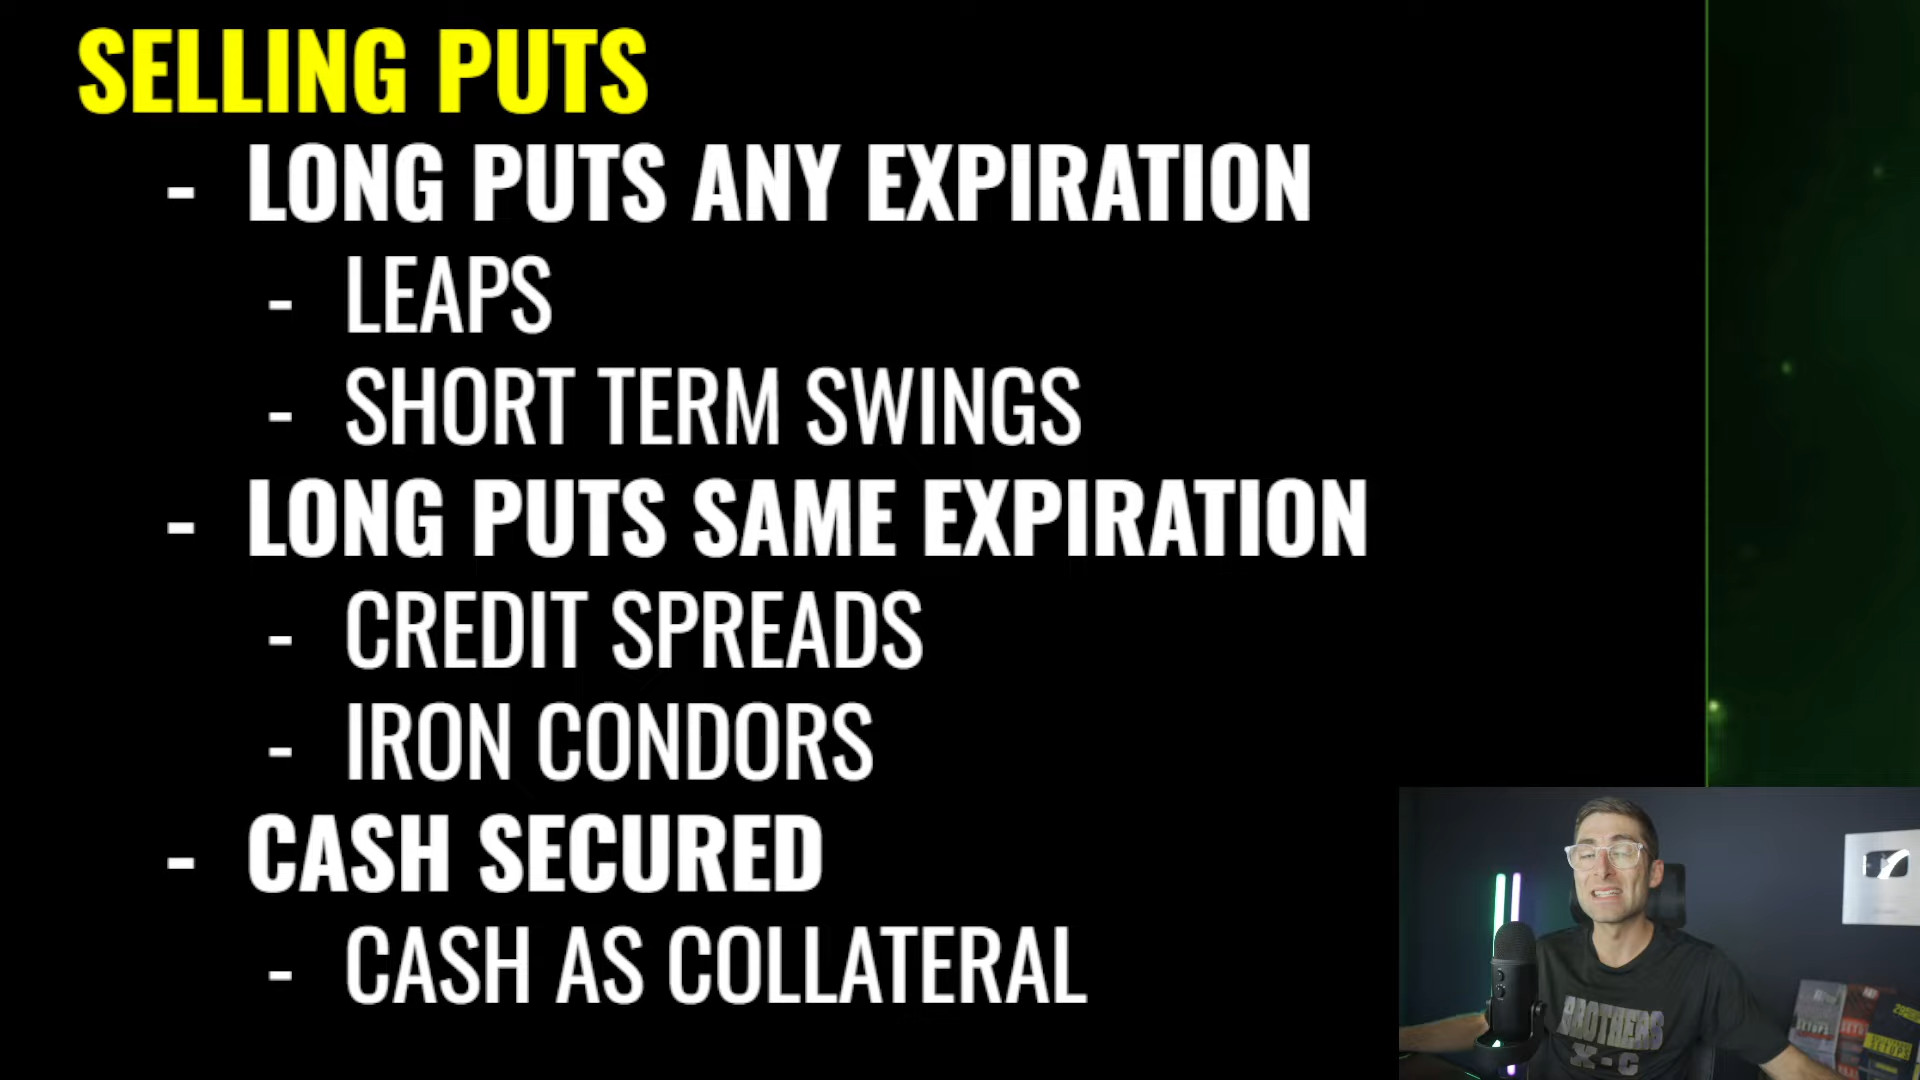 SELLING PUTS
- LONG PUTS ANY EXPIRATION
- LEAPS
- SHORT TERM SWINGS
- LONG PUTS SAME EXPIRATION
- CREDIT SPREADS
- IRON CONDORS
- CASH SECURED
- CASH AS COLLATERAL
BROTHERS